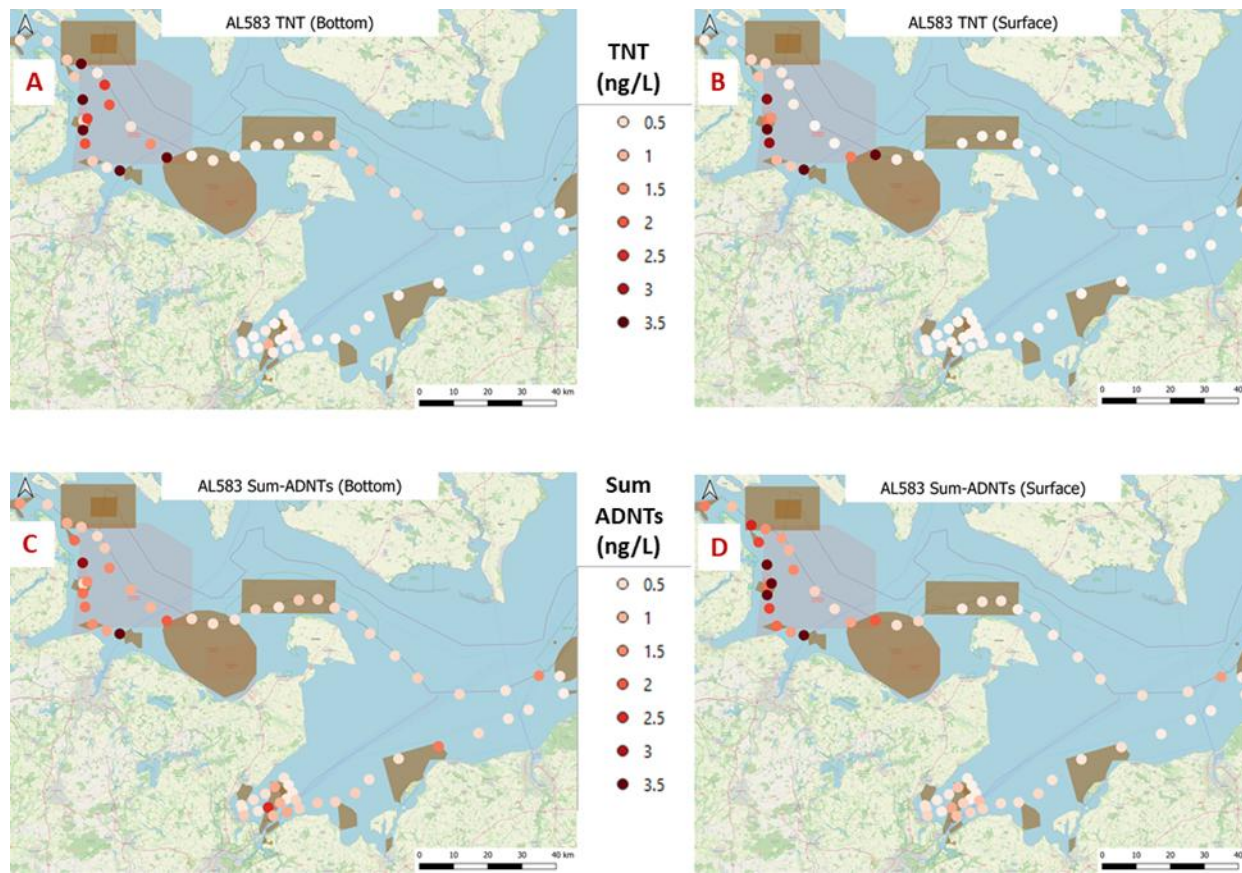 AL583 TNT (Bottom)
A
0 10 20 30 40 km
TNT
(ng/L)
0.5
1
1.5
2
2.5
3
3.5
AL583 TNT (Surface)
B
0 10 20 30 40
AL583 Sum-ADNTs (Bottom)
C
0 10 20 30 40 km
Sum
ADNTs
(ng/L)
0.5
1
1.5
2
2.5
3
3.5
AL583 Sum-ADNTs (Surface)
D
0 10 20 30 40